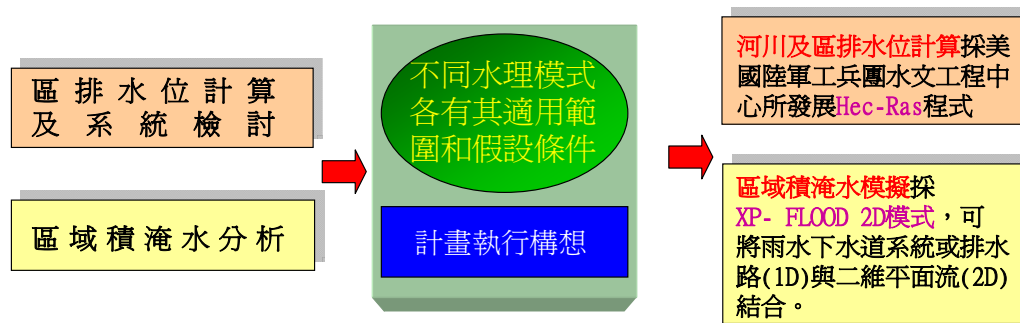 區排水位計算
及系統檢討
區域積淹水分析
不同水理模式
各有其適用範
圍和假設條件
計畫執行構想
河川及區排水位計算採美
國陸軍工兵團水文工程中
心所發展Hec-Ras程式
區域積淹水模擬採
XP- FLOOD 2D模式，可
將雨水下水道系統或排水
路(1D)與二維平面流(2D)
結合。